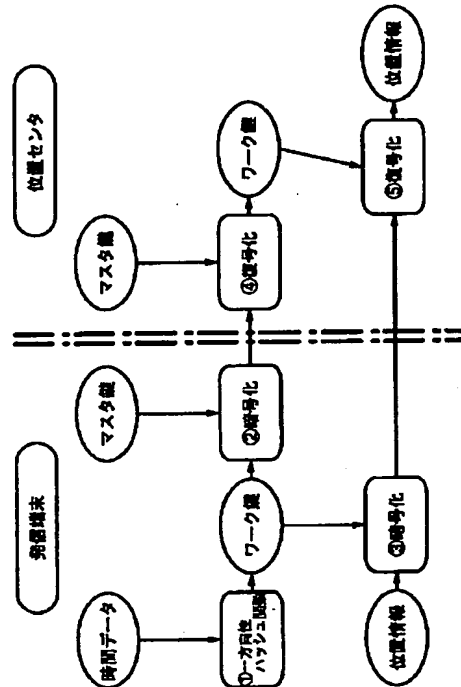 発信端末
位置センタ
時間データ
マスタ鍵
マスタ鍵
①一方向性
ハッシュ関数
ワーク鍵
②暗号化
④復号化
ワーク鍵
位置情報
③暗号化
⑤復号化
位置情報